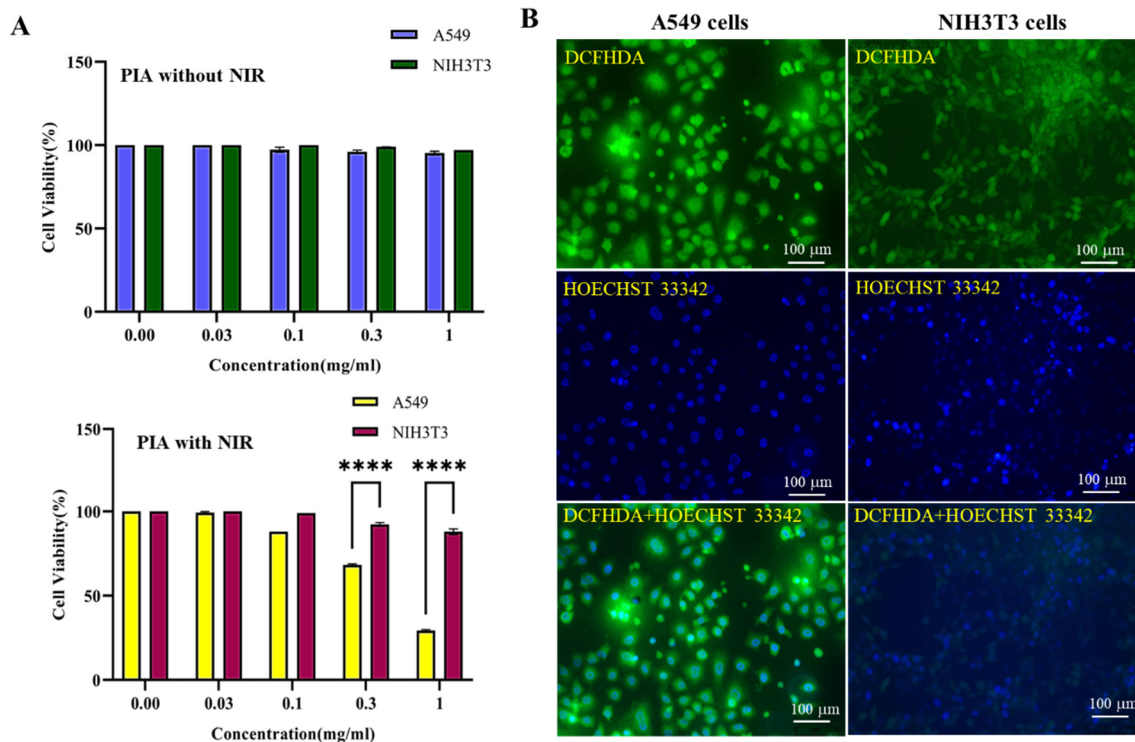 A
A549
NIH3T3
PIA without NIR
Cell Viability(%)
150
100
50
0
0.00 0.03 0.1 0.3 1
Concentration(mg/ml)
A549
NIH3T3
PIA with NIR
**** ****
Cell Viability(%)
150
100
50
0
0.00 0.03 0.1 0.3 1
Concentration(mg/ml)
B
A549 cells NIH3T3 cells
DCFHDA
100 μm
DCFHDA
100 μm
HOECHST 33342
100 μm
HOECHST 33342
100 μm
DCFHDA+HOECHST 33342
100 μm
DCFHDA+HOECHST 33342
100 μm